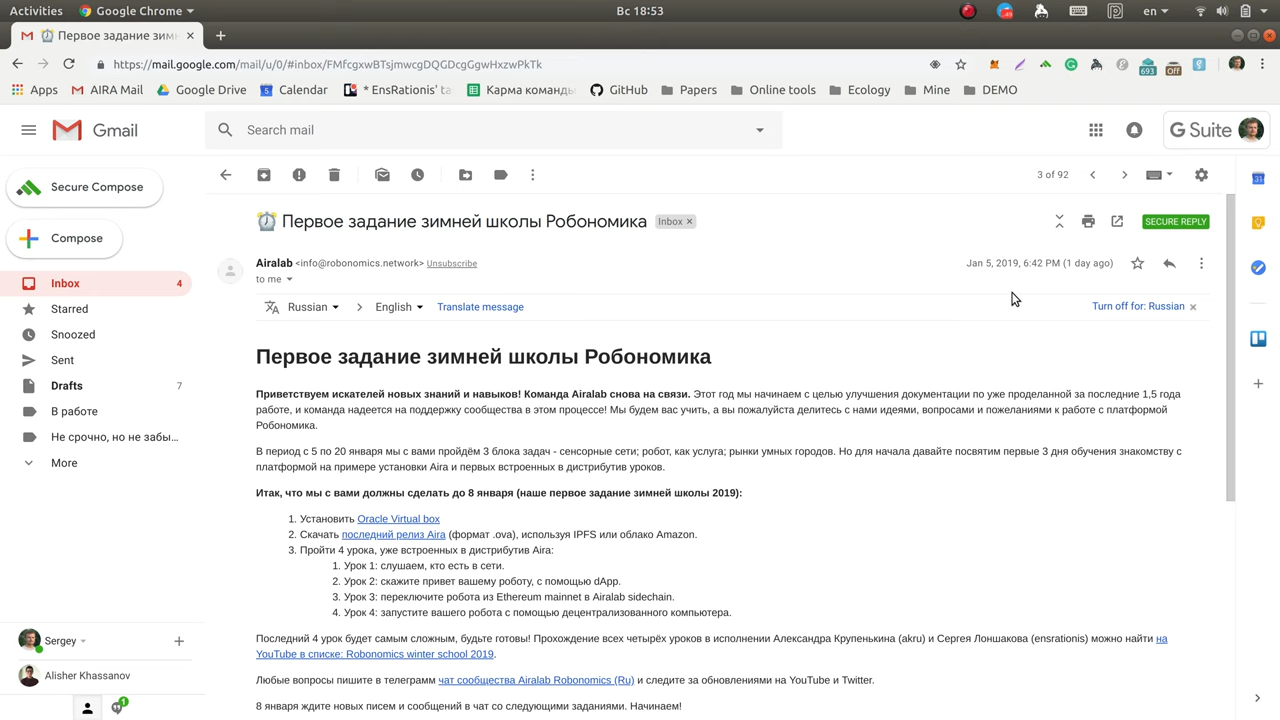 Activities Google Chrome Вс 18:53 en
Первое задание зим
https://mail.google.com/mail/u/0/#inbox/FMfcgxwBTsjmwcgDQGDcgGgwHxzwPkTk 693 Off
Apps AIRA Mail Google Drive Calendar * EnsRationis' ta Карма команды GitHub Papers Online tools Ecology Mine DEMO
Gmail Search mail G Suite
Secure Compose 3 of 92
Compose
⏰ Первое задание зимней школы Робономика Inbox × SECURE REPLY
Inbox 4
Starred
Snoozed
Sent
Drafts 7
В работе
Не срочно, но не забы...
More
Airalab <info@robonomics.network> Unsubscribe Jan 5, 2019, 6:42 PM (1 day ago)
to me
Russian > English Translate message Turn off for: Russian ×
Первое задание зимней школы Робономика
Приветствуем искателей новых знаний и навыков! Команда Airalab снова на связи. Этот год мы начинаем с целью улучшения документации по уже проделанной за последние 1,5 года
работе, и команда надеется на поддержку сообщества в этом процессе! Мы будем вас учить, а вы пожалуйста делитесь с нами идеями, вопросами и пожеланиями к работе с платформой
Робономика.
В период с 5 по 20 января мы с вами пройдём 3 блока задач - сенсорные сети; робот, как услуга; рынки умных городов. Но для начала давайте посвятим первые 3 дня обучения знакомству с
платформой на примере установки Aira и первых встроенных в дистрибутив уроков.
Итак, что мы с вами должны сделать до 8 января (наше первое задание зимней школы 2019):
1. Установить Oracle Virtual box
2. Скачать последний релиз Aira (формат .ova), используя IPFS или облако Amazon.
3. Пройти 4 урока, уже встроенных в дистрибутив Aira:
1. Урок 1: слушаем, кто есть в сети.
2. Урок 2: скажите привет вашему роботу, с помощью dApp.
3. Урок 3: переключите робота из Ethereum mainnet в Airalab sidechain.
4. Урок 4: запустите вашего робота с помощью децентрализованного компьютера.
Последний 4 урок будет самым сложным, будьте готовы! Прохождение всех четырёх уроков в исполнении Александра Крупенькина (akru) и Сергея Лоншакова (ensrationis) можно найти на
YouTube в списке: Robonomics winter school 2019.
Любые вопросы пишите в телеграмм чат сообщества Airalab Robonomics (Ru) и следите за обновлениями на YouTube и Twitter.
8 января ждите новых писем и сообщений в чат со следующими заданиями. Начинаем!
Sergey
Alisher Khassanov
1